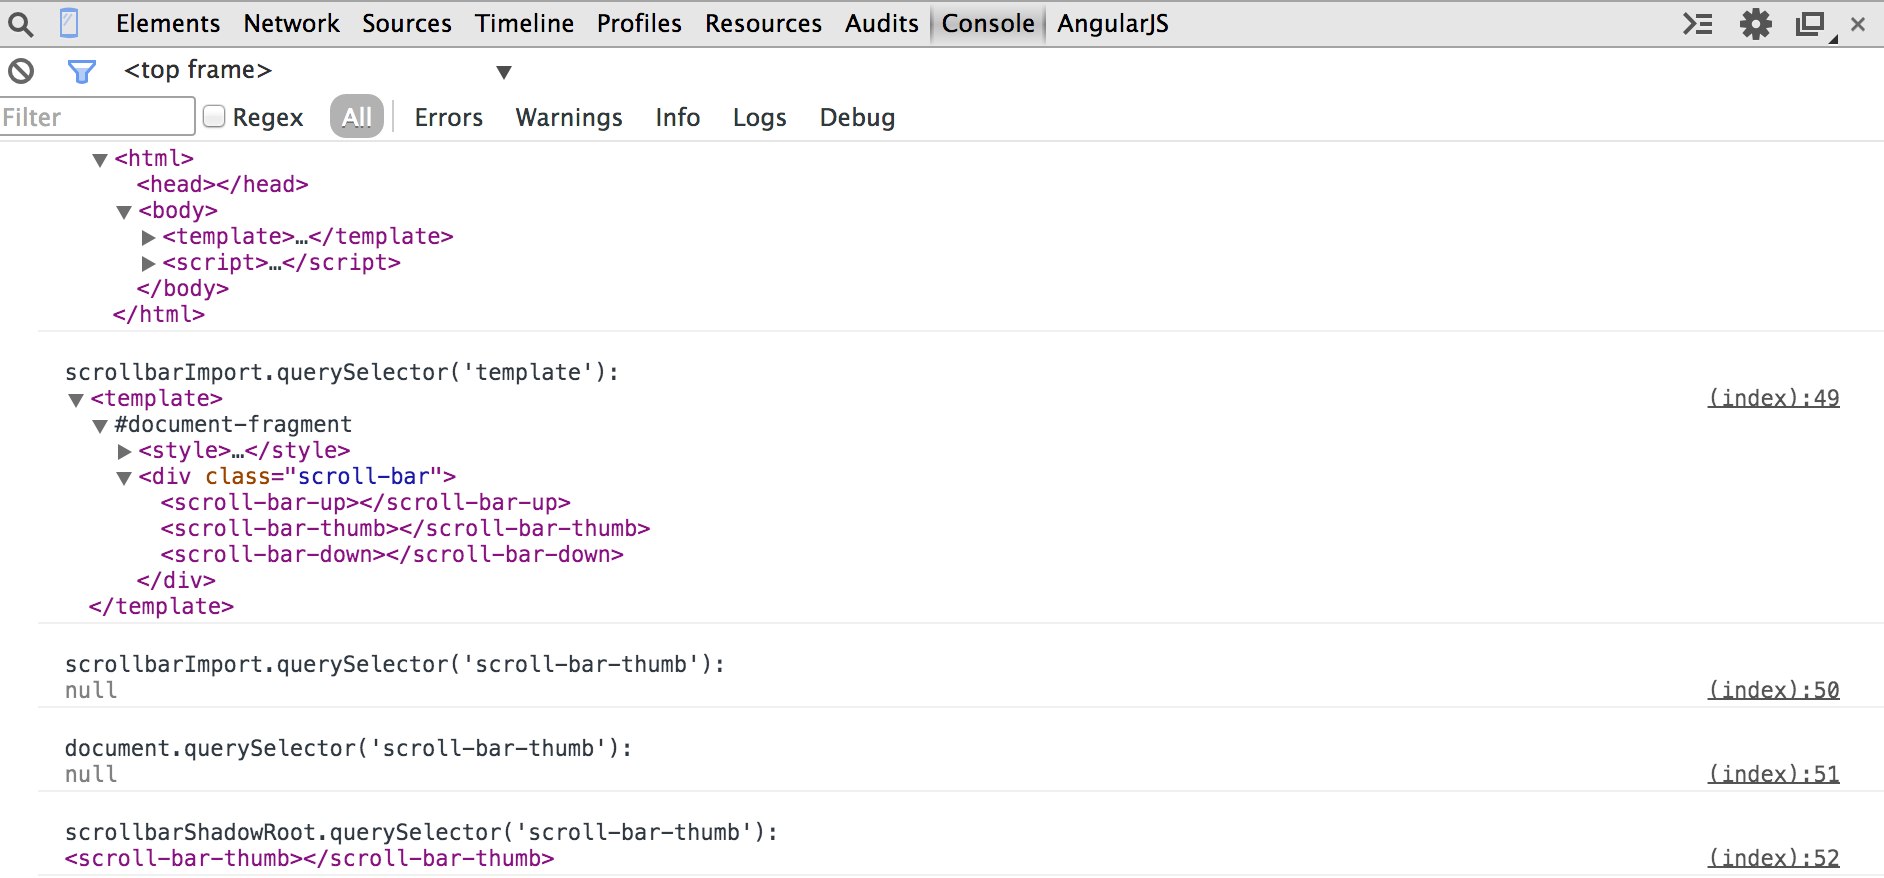 Elements Network Sources Timeline Profiles Resources Audits Console AngularJS
<top frame>
Filter Regex All Errors Warnings Info Logs Debug
<html>
<head></head>
<body>
<template>…</template>
<script>…</script>
</body>
</html>
scrollbarImport.querySelector('template'):
<template> (index):49
#document-fragment
<style>…</style>
<div class="scroll-bar">
<scroll-bar-up></scroll-bar-up>
<scroll-bar-thumb></scroll-bar-thumb>
<scroll-bar-down></scroll-bar-down>
</div>
</template>
scrollbarImport.querySelector('scroll-bar-thumb'):
null (index):50
document.querySelector('scroll-bar-thumb'):
null (index):51
scrollbarShadowRoot.querySelector('scroll-bar-thumb'):
<scroll-bar-thumb></scroll-bar-thumb> (index):52